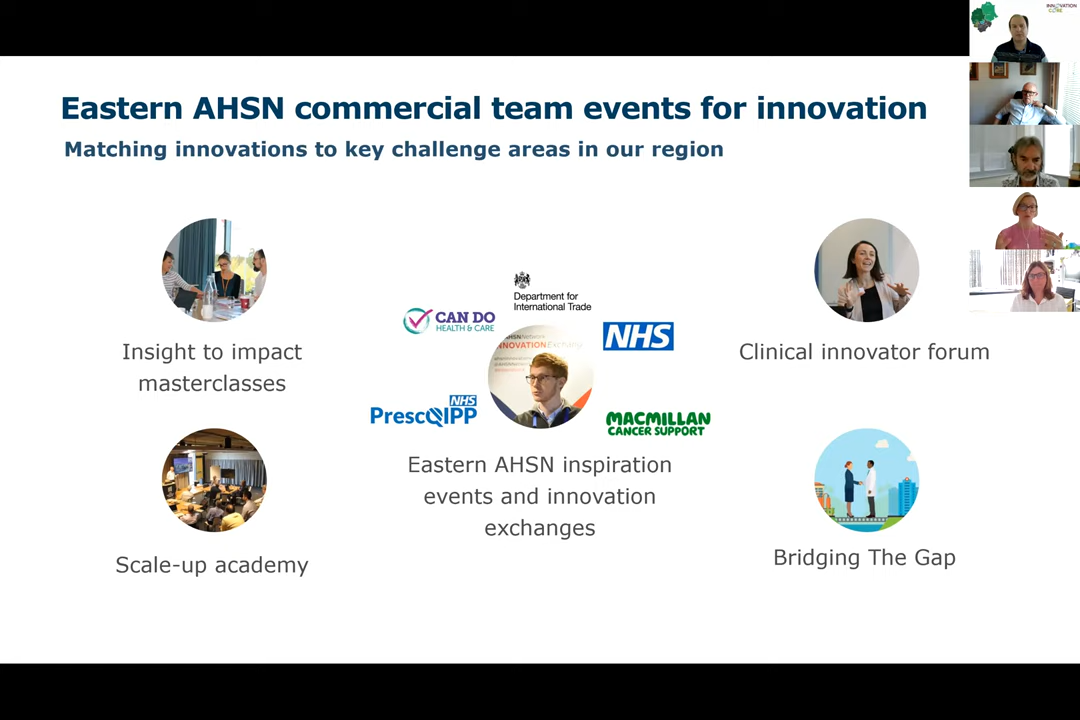 Eastern AHSN commercial team events for innovation
Matching innovations to key challenge areas in our region
INNOVATION
Department for
International Trade
CAN DO
HEALTH & CARE
NHS
INNOVATION
Insight to impact
masterclasses
Clinical innovator forum
NHS
PrescQIPP
MACMILLAN
CANCER SUPPORT
Eastern AHSN inspiration
events and innovation
exchanges
Scale-up academy
Bridging The Gap